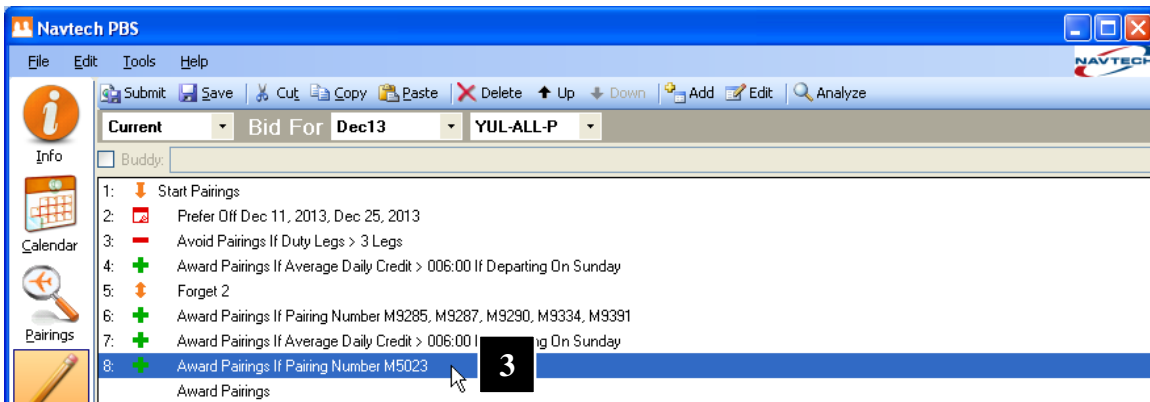 Navtech PBS
File Edit Tools Help
NAVTECH
Submit Save Cut Copy Paste Delete Up Down Add Edit Analyze
Current Bid For Dec13 YUL-ALL-P
Info
Buddy:
1: Start Pairings
2: Prefer Off Dec 11, 2013, Dec 25, 2013
Calendar
3: Avoid Pairings If Duty Legs > 3 Legs
4: Award Pairings If Average Daily Credit > 006:00 If Departing On Sunday
5: Forget 2
6: Award Pairings If Pairing Number M9285, M9287, M9290, M9334, M9391
Pairings
7: Award Pairings If Average Daily Credit > 006:00 I ng On Sunday
8: Award Pairings If Pairing Number M5023
3
Award Pairings